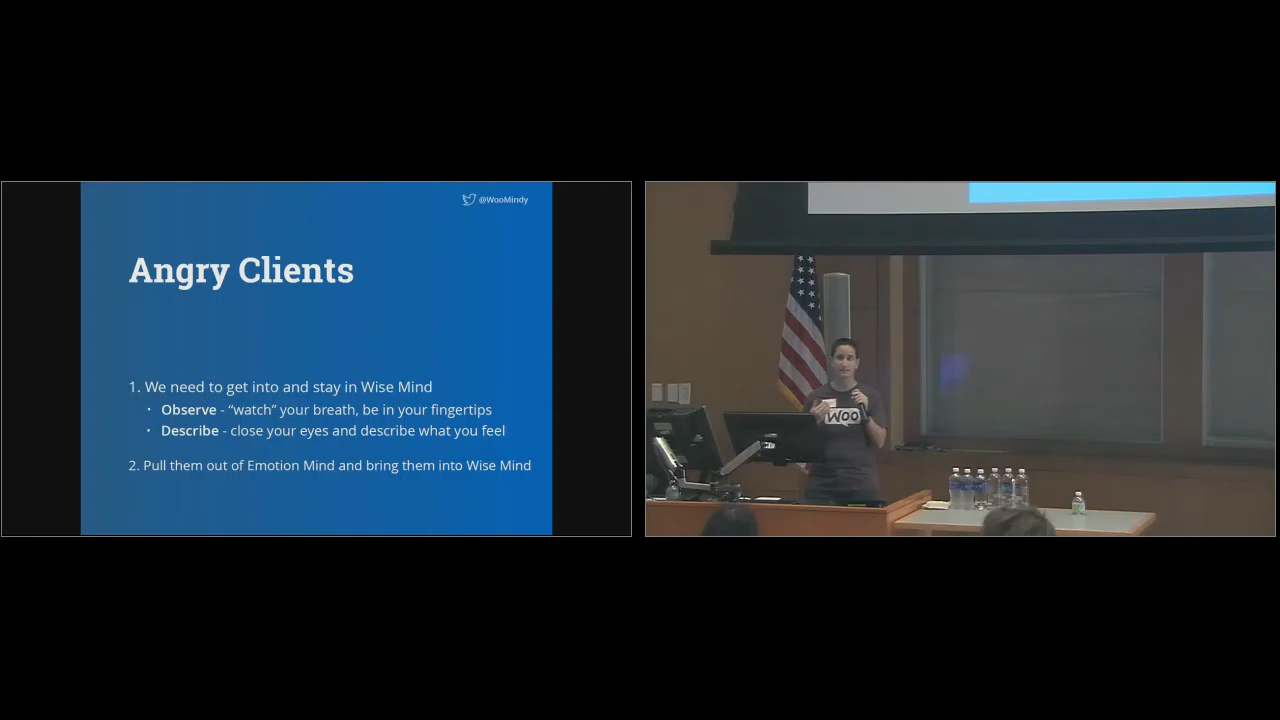 @WooMindy
Angry Clients
1. We need to get into and stay in Wise Mind
• Observe - “watch” your breath, be in your fingertips
• Describe - close your eyes and describe what you feel
2. Pull them out of Emotion Mind and bring them into Wise Mind
WOO